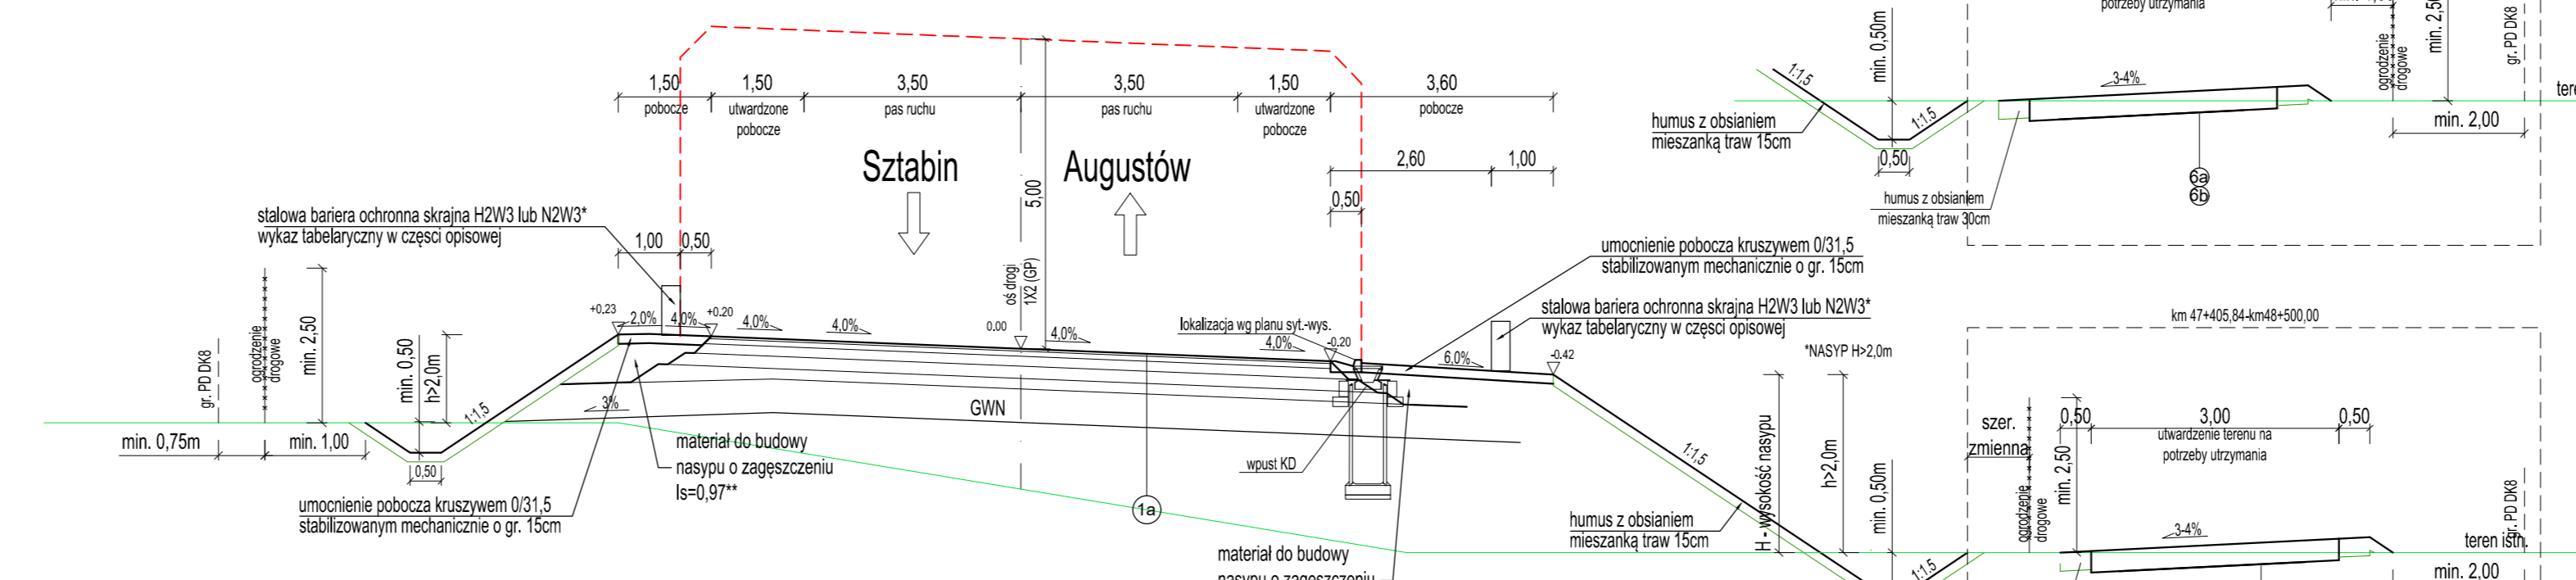 1,50
pobocze
1,50
utwardzone
pobocze
3,50
pas ruchu
3,50
pas ruchu
1,50
utwardzone
pobocze
3,60
pobocze
2,60
1,00
0,50
Sztabin
Augustów
5,00
oś drogi
1X2 (GP)
stalowa bariera ochronna skrajna H2W3 lub N2W3*
wykaz tabelaryczny w części opisowej
1,00
0,50
+0.23
2,0%
4,0%
+0.20
4,0%
4,0%
0.00
4,0%
lokalizacja wg planu syt.-wys.
4,0%
-0.20
6,0%
-0.42
umocnienie pobocza kruszywem 0/31,5
stabilizowanym mechanicznie o gr. 15cm
stalowa bariera ochronna skrajna H2W3 lub N2W3*
wykaz tabelaryczny w części opisowej
*NASYP H>2,0m
gr. PD DK8
ogrodzenie
drogowe
min. 2,50
min. 0,50
h>2,0m
1:1,5
min. 0,75m
min. 1,00
0,50
3%
GWN
materiał do budowy
nasypu o zagęszczeniu
Is=0,97**
umocnienie pobocza kruszywem 0/31,5
stabilizowanym mechanicznie o gr. 15cm
1a
wpust KD
materiał do budowy
nasypu o zagęszczeniu
1:1,5
humus z obsianiem
mieszanką traw 15cm
H - wysokość nasypu
h>2,0m
min. 0,50m
1:1,5
potrzeby utrzymania
min. 0,50m
1:1,5
1:1,5
0,50
humus z obsianiem
mieszanką traw 15cm
humus z obsianiem
mieszanką traw 30cm
3-4%
6a
6b
ogrodzenie
drogowe
min. 2,50
gr. PD DK8
min. 2,00
km 47+405,84-km48+500,00
szer.
zmienna
0,50
3,00
0,50
utwardzenie terenu na
potrzeby utrzymania
min. 2,50
ogrodzenie
drogowe
3-4%
gr. PD DK8
teren istn.
min. 2,00